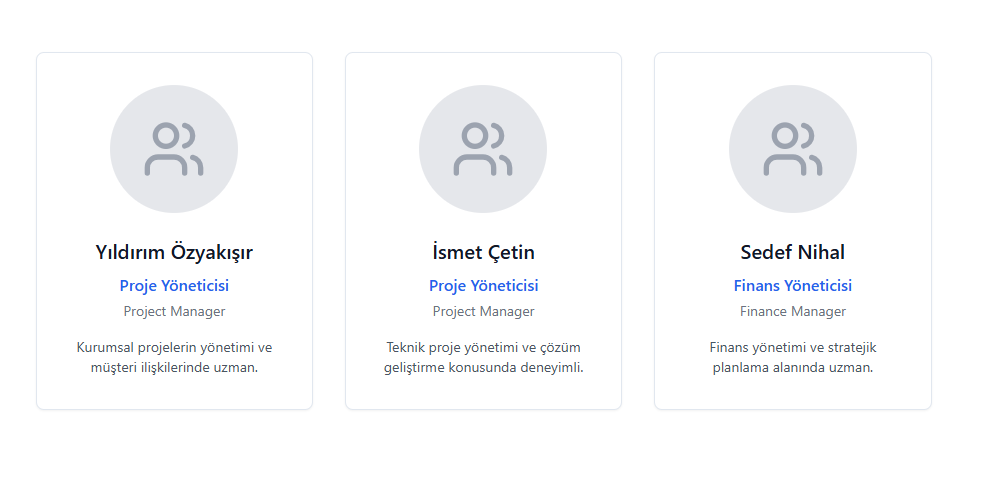 Yıldırım Özyakışır
Proje Yöneticisi
Project Manager
Kurumsal projelerin yönetimi ve
müşteri ilişkilerinde uzman.
İsmet Çetin
Proje Yöneticisi
Project Manager
Teknik proje yönetimi ve çözüm
geliştirme konusunda deneyimli.
Sedef Nihal
Finans Yöneticisi
Finance Manager
Finans yönetimi ve stratejik
planlama alanında uzman.